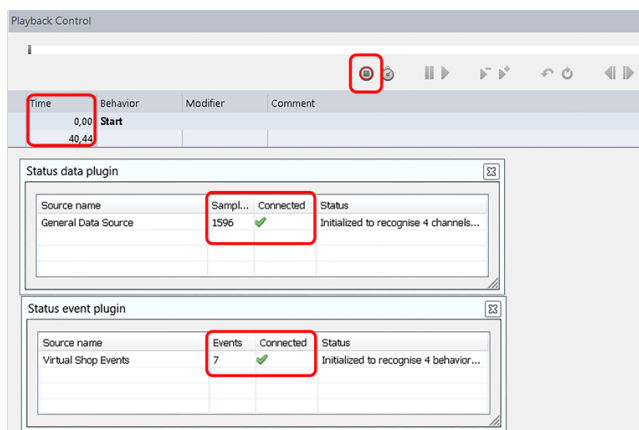 Playback Control
Time Behavior Modifier Comment
0,00 Start
40,44
Status data plugin
Source name Sampl... Connected Status
General Data Source 1596 Initialized to recognise 4 channels...
Status event plugin
Source name Events Connected Status
Virtual Shop Events 7 Initialized to recognise 4 behavior...